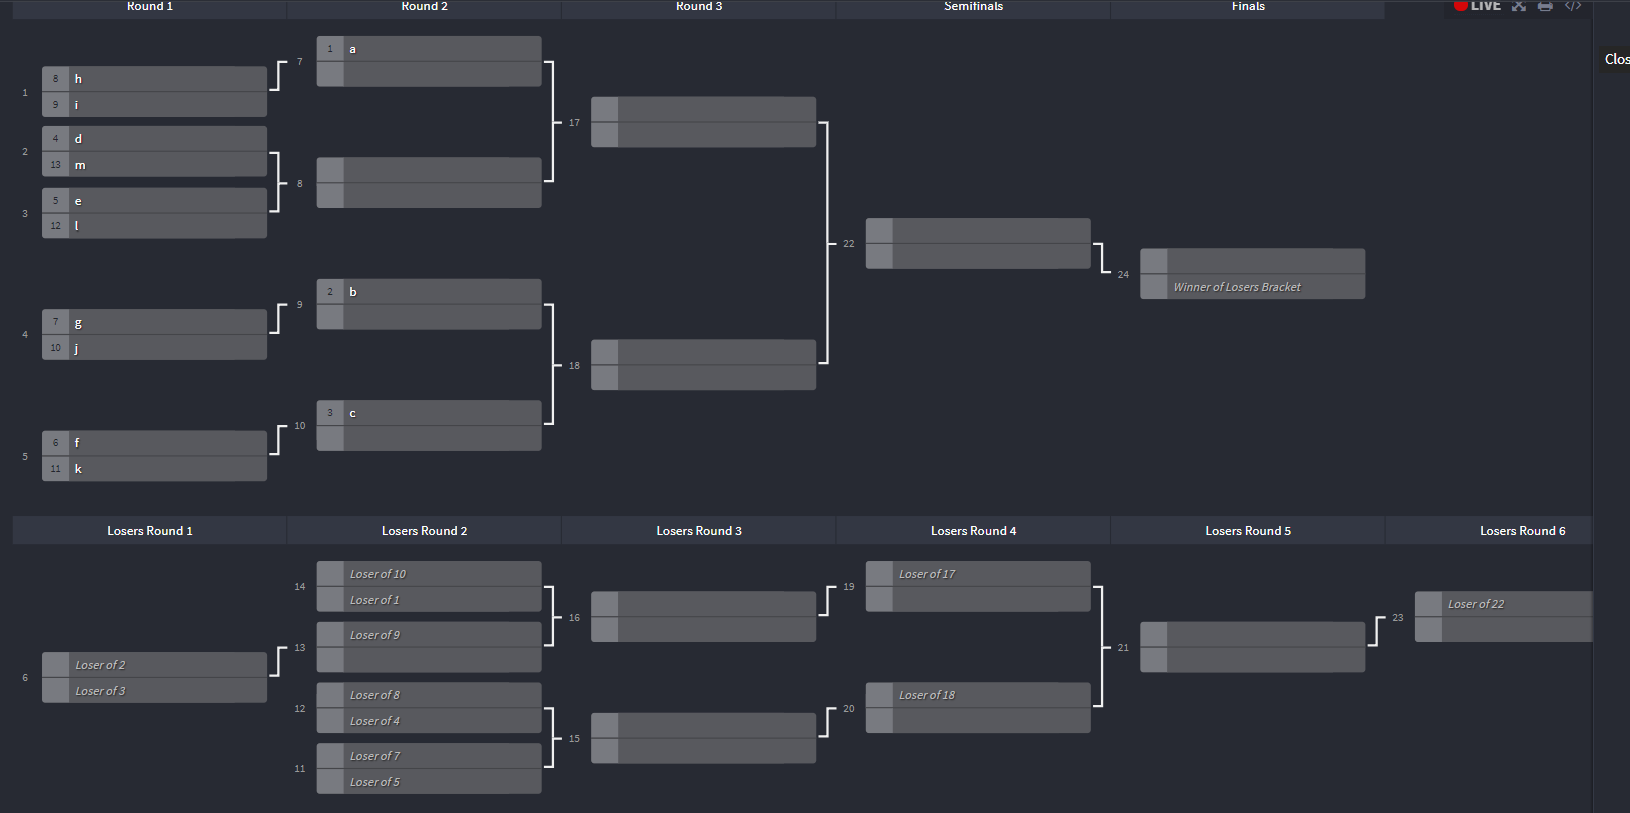 Round 1
Round 2
Round 3
Semifinals
Finals
LIVE
Clos
1
8 h
9 i
2
4 d
13 m
3
5 e
12 l
4
7 g
10 j
5
6 f
11 k
7
1 a
8
9
2 b
10
3 c
17
18
22
24
Winner of Losers Bracket
Losers Round 1
Losers Round 2
Losers Round 3
Losers Round 4
Losers Round 5
Losers Round 6
6
Loser of 2
Loser of 3
14
Loser of 10
Loser of 1
13
Loser of 9
12
Loser of 8
Loser of 4
11
Loser of 7
Loser of 5
16
15
19
Loser of 17
20
Loser of 18
21
23
Loser of 22